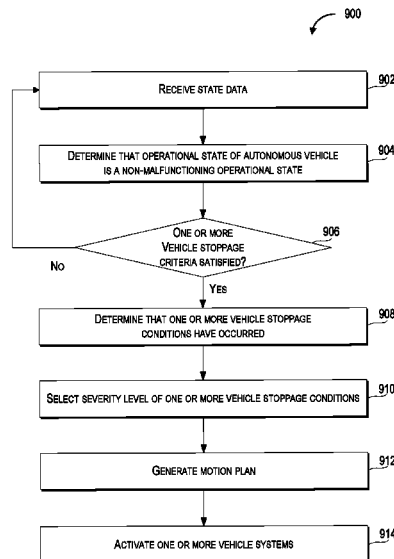 900
RECEIVE STATE DATA
902
DETERMINE THAT OPERATIONAL STATE OF AUTONOMOUS VEHICLE
IS A NON-MALFUNCTIONING OPERATIONAL STATE
904
ONE OR MORE
VEHICLE STOPPAGE
CRITERIA SATISFIED?
906
NO
YES
DETERMINE THAT ONE OR MORE VEHICLE STOPPAGE
CONDITIONS HAVE OCCURRED
908
SELECT SEVERITY LEVEL OF ONE OR MORE VEHICLE STOPPAGE CONDITIONS
910
GENERATE MOTION PLAN
912
ACTIVATE ONE OR MORE VEHICLE SYSTEMS
914